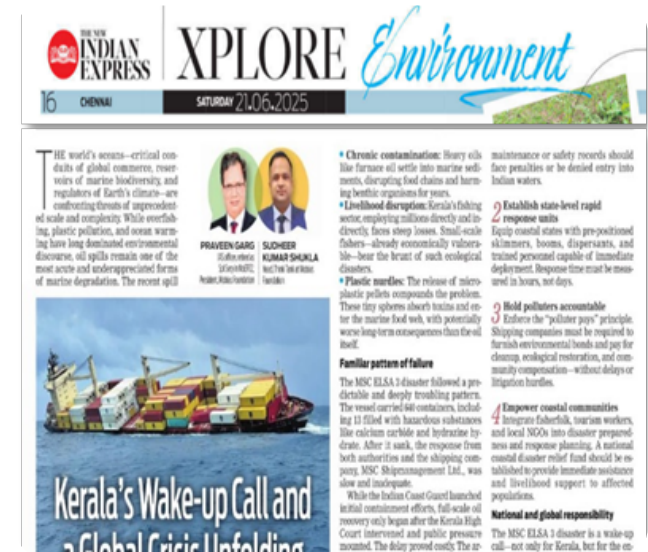 THE NEW
INDIAN
EXPRESS
XPLORE Environment
16 CHENNAI SATURDAY 21.06.2025
THE world's oceans—critical con-
duits of global commerce, reser-
voirs of marine biodiversity, and
regulators of Earth's climate—are
confronting threats of unprecedent-
ed scale and complexity. While overfish-
ing, plastic pollution, and ocean warm-
ing have long dominated environmental
discourse, oil spills remain one of the
most acute and underappreciated forms
of marine degradation. The recent spill
PRAVEEN GARG
President, Mobius Foundation
SUDHEER
KUMAR SHUKLA
Head, Think Tank at Mobius
Foundation
Kerala's Wake-up Call and
a Global Crisis Unfolding
• Chronic contamination: Heavy oils
like furnace oil settle into marine sedi-
ments, disrupting food chains and harm-
ing benthic organisms for years.
• Livelihood disruption: Kerala's fishing
sector, employing millions directly and in-
directly, faces steep losses. Small-scale
fishers—already economically vulnera-
ble—bear the brunt of such ecological
disasters.
• Plastic nurdles: The release of micro-
plastic pellets compounds the problem.
These tiny spheres absorb toxins and en-
ter the marine food web, with potentially
worse long-term consequences than the oil
itself.
Familiar pattern of failure
The MSC ELSA 3 disaster followed a pre-
dictable and deeply troubling pattern.
The vessel carried 640 containers, includ-
ing 13 filled with hazardous substances
like calcium carbide and hydrazine hy-
drate. After it sank, the response from
both authorities and the shipping com-
pany, MSC Shipmanagement Ltd., was
slow and inadequate.
While the Indian Coast Guard launched
initial containment efforts, full-scale oil
recovery only began after the Kerala High
Court intervened and public pressure
mounted. The delay proved costly. The ar-
maintenance or safety records should
face penalties or be denied entry into
Indian waters.
2 Establish state-level rapid
response units
Equip coastal states with pre-positioned
skimmers, booms, dispersants, and
trained personnel capable of immediate
deployment. Response time must be meas-
ured in hours, not days.
3 Hold polluters accountable
Enforce the "polluter pays" principle.
Shipping companies must be required to
furnish environmental bonds and pay for
cleanup, ecological restoration, and com-
munity compensation—without delays or
litigation hurdles.
4 Empower coastal communities
Integrate fisherfolk, tourism workers,
and local NGOs into disaster prepared-
ness and response planning. A national
coastal disaster relief fund should be es-
tablished to provide immediate assistance
and livelihood support to affected
populations.
National and global responsibility
The MSC ELSA 3 disaster is a wake-up
call—not only for Kerala, but for the en-